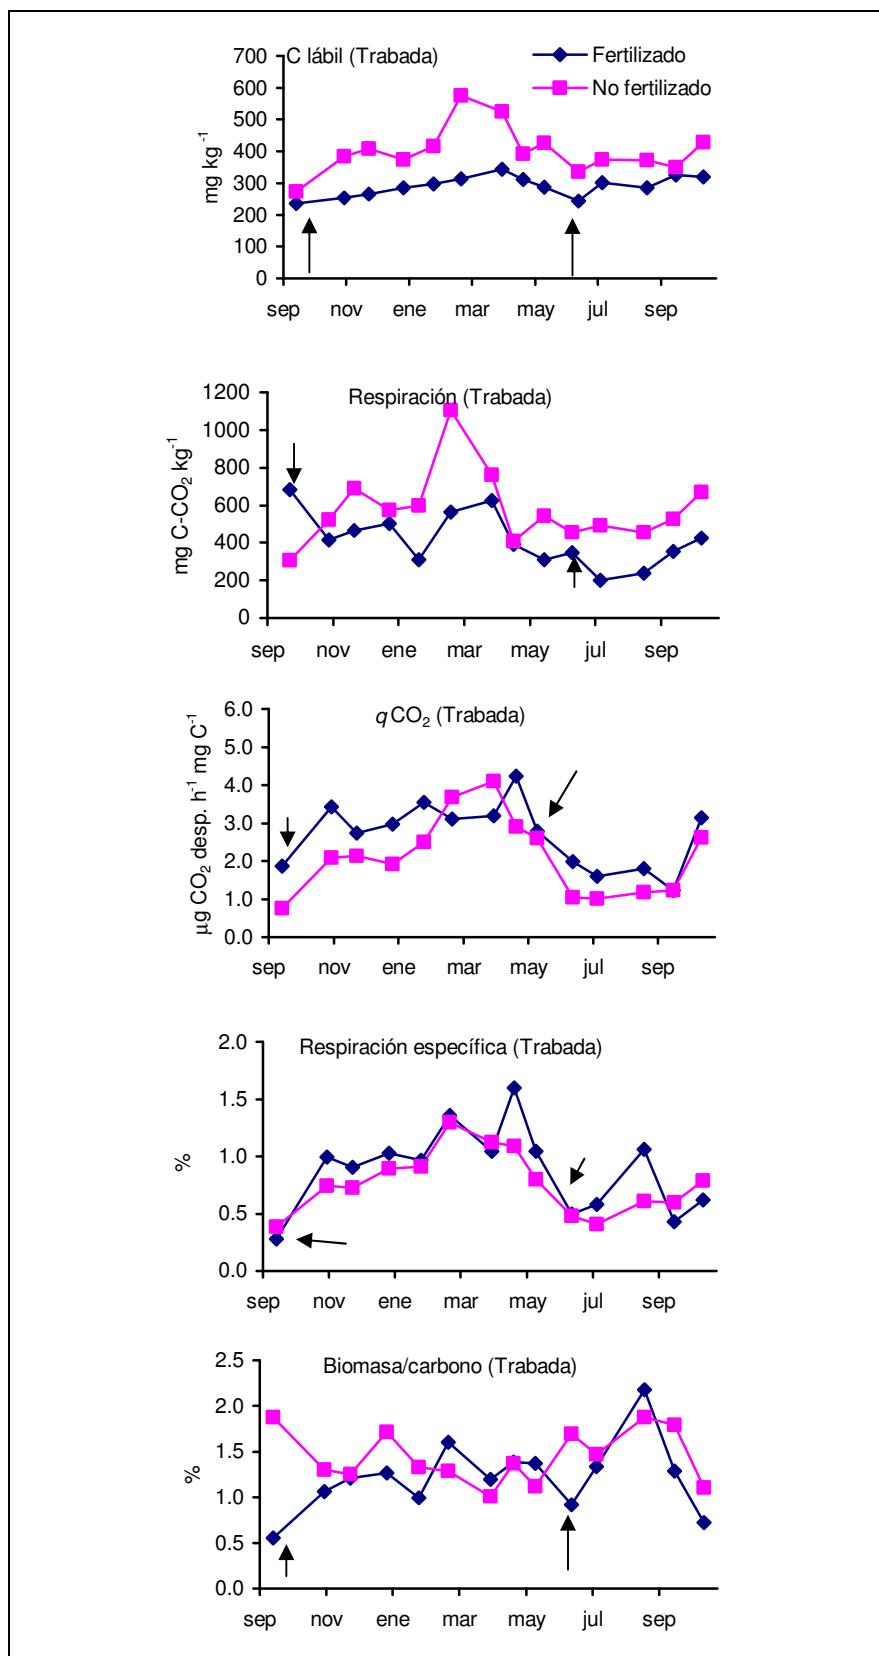 C lábil (Trabada)
Fertilizado
No fertilizado
700
600
500
400
300
200
100
0
mg kg -1
sep nov ene mar may jul sep
Respiración (Trabada)
1200
1000
800
600
400
200
0
mg C-CO2 kg-1
sep nov ene mar may jul sep
qCO2 (Trabada)
6.0
5.0
4.0
3.0
2.0
1.0
0.0
µg CO2 desp. h-1 mg C-1
sep nov ene mar may jul sep
Respiración específica (Trabada)
2.0
1.5
1.0
0.5
0.0
%
sep nov ene mar may jul sep
Biomasa/carbono (Trabada)
2.5
2.0
1.5
1.0
0.5
0.0
%
sep nov ene mar may jul sep